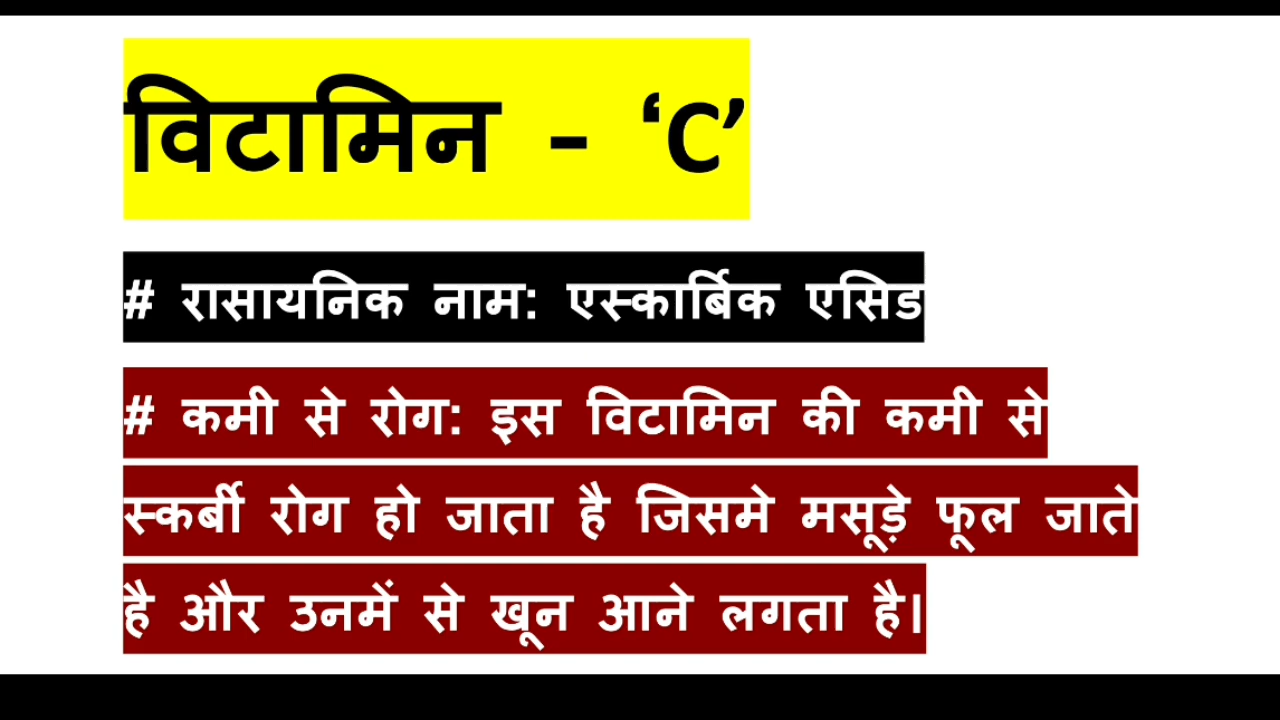 विटामिन - ‘C’
# रासायनिक नाम: एस्कार्बिक एसिड
# कमी से रोग: इस विटामिन की कमी से
स्कर्बी रोग हो जाता है जिसमे मसूड़े फूल जाते
है और उनमें से खून आने लगता है।